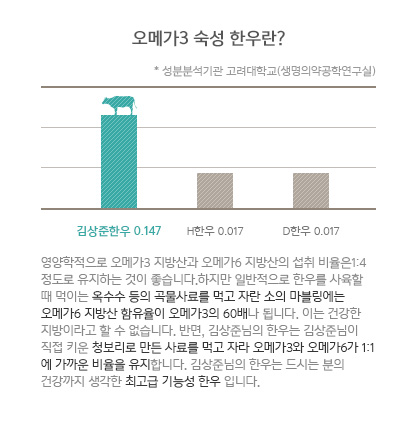 오메가3 숙성 한우란?
* 성분분석기관 고려대학교(생명의약공학연구실)
김상준한우 0.147 H한우 0.017 D한우 0.017
영양학적으로 오메가3 지방산과 오메가6 지방산의 섭취 비율은1:4
정도로 유지하는 것이 좋습니다.하지만 일반적으로 한우를 사육할
때 먹이는 옥수수 등의 곡물사료를 먹고 자란 소의 마블링에는
오메가6 지방산 함유율이 오메가3의 60배나 됩니다. 이는 건강한
지방이라고 할 수 없습니다. 반면, 김상준님의 한우는 김상준님이
직접 키운 청보리로 만든 사료를 먹고 자라 오메가3와 오메가6가 1:1
에 가까운 비율을 유지합니다. 김상준님의 한우는 드시는 분의
건강까지 생각한 최고급 기능성 한우 입니다.